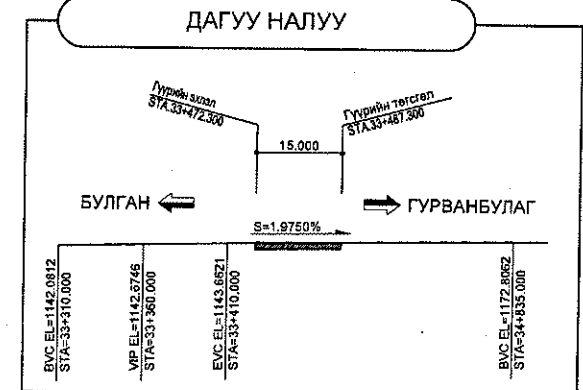 ДАГУУ НАЛУУ
Гүүрийн эхлэл
STA.33+472.300
Гүүрийн төгсгөл
STA.33+487.300
15.000
БУЛГАН
ГУРВАНБУЛАГ
S=1.9750%
BVC EL=1142.0812
STA=33+310.000
VIP EL=1142.6746
STA=33+360.000
EVC EL=1143.6621
STA=33+410.000
BVC EL=1172.8062
STA=34+835.000